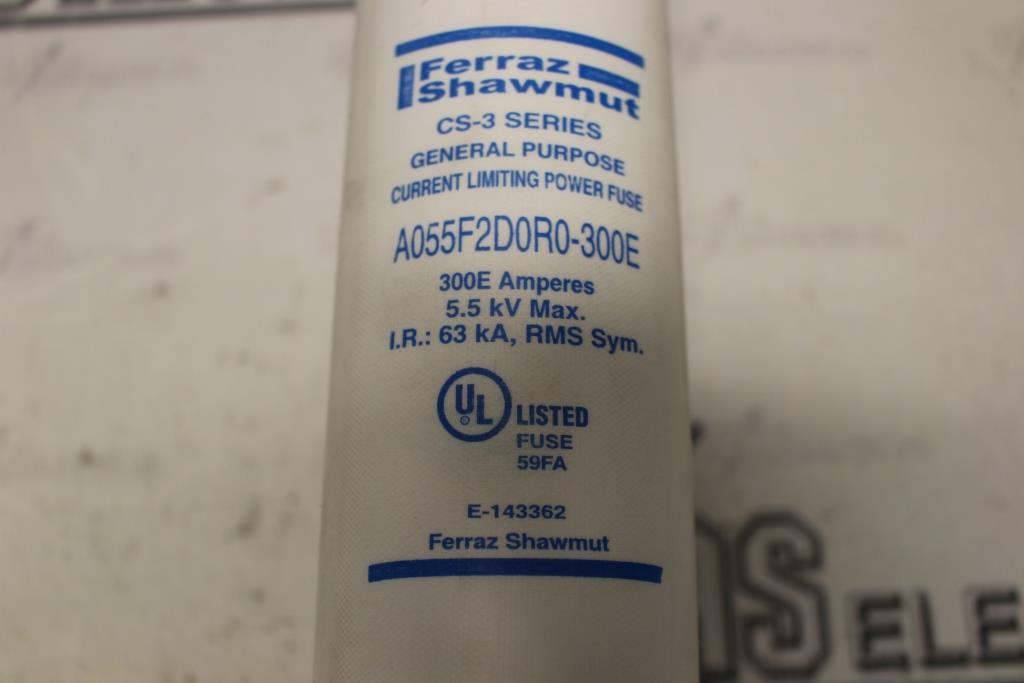 Ferraz
Shawmut
CS-3 SERIES
GENERAL PURPOSE
CURRENT LIMITING POWER FUSE
A055F2D0R0-300E
300E Amperes
5.5 kV Max.
I.R.: 63 kA, RMS Sym.
UL LISTED
FUSE
59FA
E-143362
Ferraz Shawmut
MS ELE